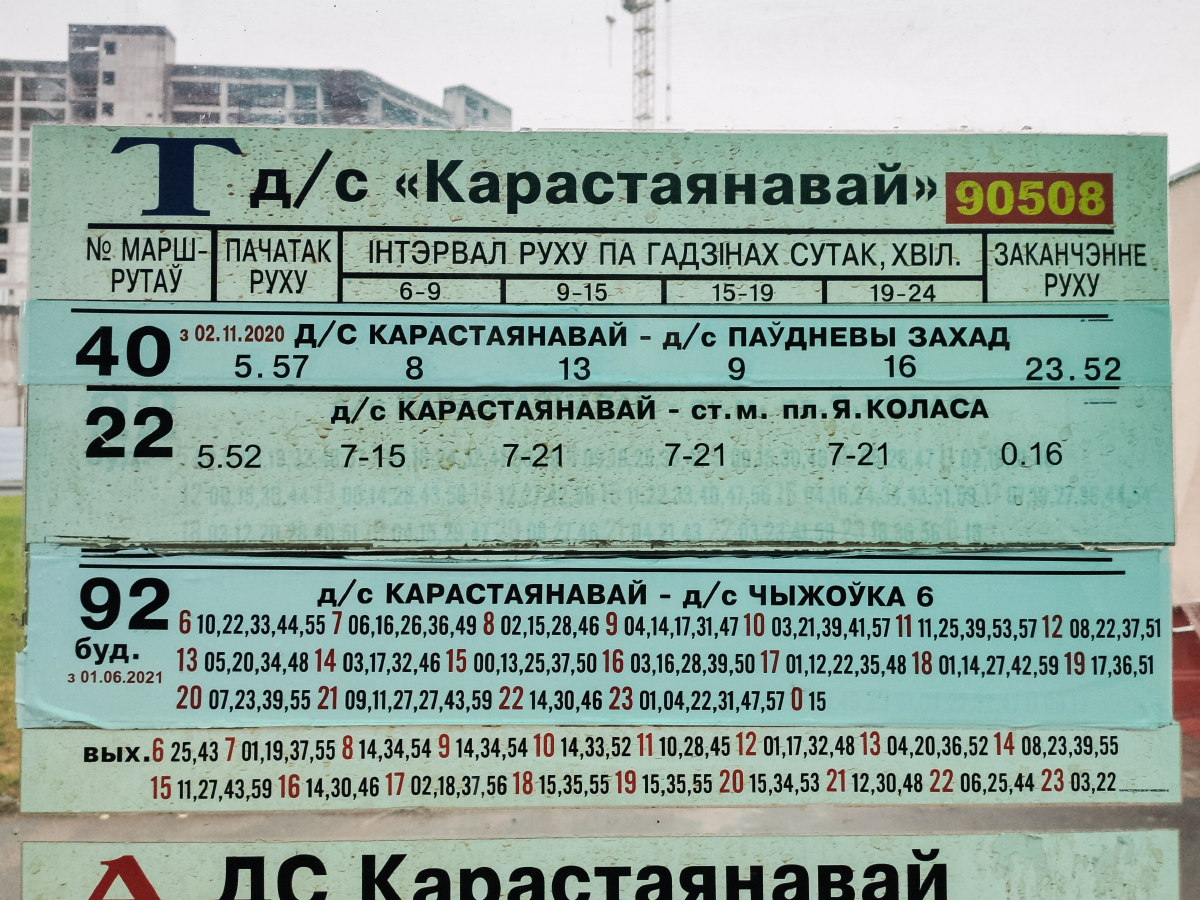 Т д/с «Карастаянавай» 90508
№ МАРШ- ПАЧАТАК ІНТЭРВАЛ РУХУ ПА ГАДЗІНАХ СУТАК, ХВІЛ. ЗАКАНЧЭННЕ
РУТАЎ РУХУ 6-9 9-15 15-19 19-24 РУХУ
40 з 02.11.2020 Д/С КАРАСТАЯНАВАЙ - д/с ПАЎДНЕВЫ ЗАХАД
5.57 8 13 9 16 23.52
22 д/с КАРАСТАЯНАВАЙ - ст.м. пл.Я.КОЛАСА
5.52 7-15 7-21 7-21 7-21 0.16
92 д/с КАРАСТАЯНАВАЙ - д/с ЧЫЖОЎКА 6
6 10,22,33,44,55 7 06,16,26,36,49 8 02,15,28,46 9 04,14,17,31,47 10 03,21,39,41,57 11 11,25,39,53,57 12 08,22,37,51
буд. 13 05,20,34,48 14 03,17,32,46 15 00,13,25,37,50 16 03,16,28,39,50 17 01,12,22,35,48 18 01,14,27,42,59 19 17,36,51
з 01.06.2021 20 07,23,39,55 21 09,11,27,27,43,59 22 14,30,46 23 01,04,22,31,47,57 0 15
вых. 6 25,43 7 01,19,37,55 8 14,34,54 9 14,34,54 10 14,33,52 11 10,28,45 12 01,17,32,48 13 04,20,36,52 14 08,23,39,55
15 11,27,43,59 16 14,30,46 17 02,18,37,56 18 15,35,55 19 15,35,55 20 15,34,53 21 12,30,48 22 06,25,44 23 03,22
А ДС Карастаянавай